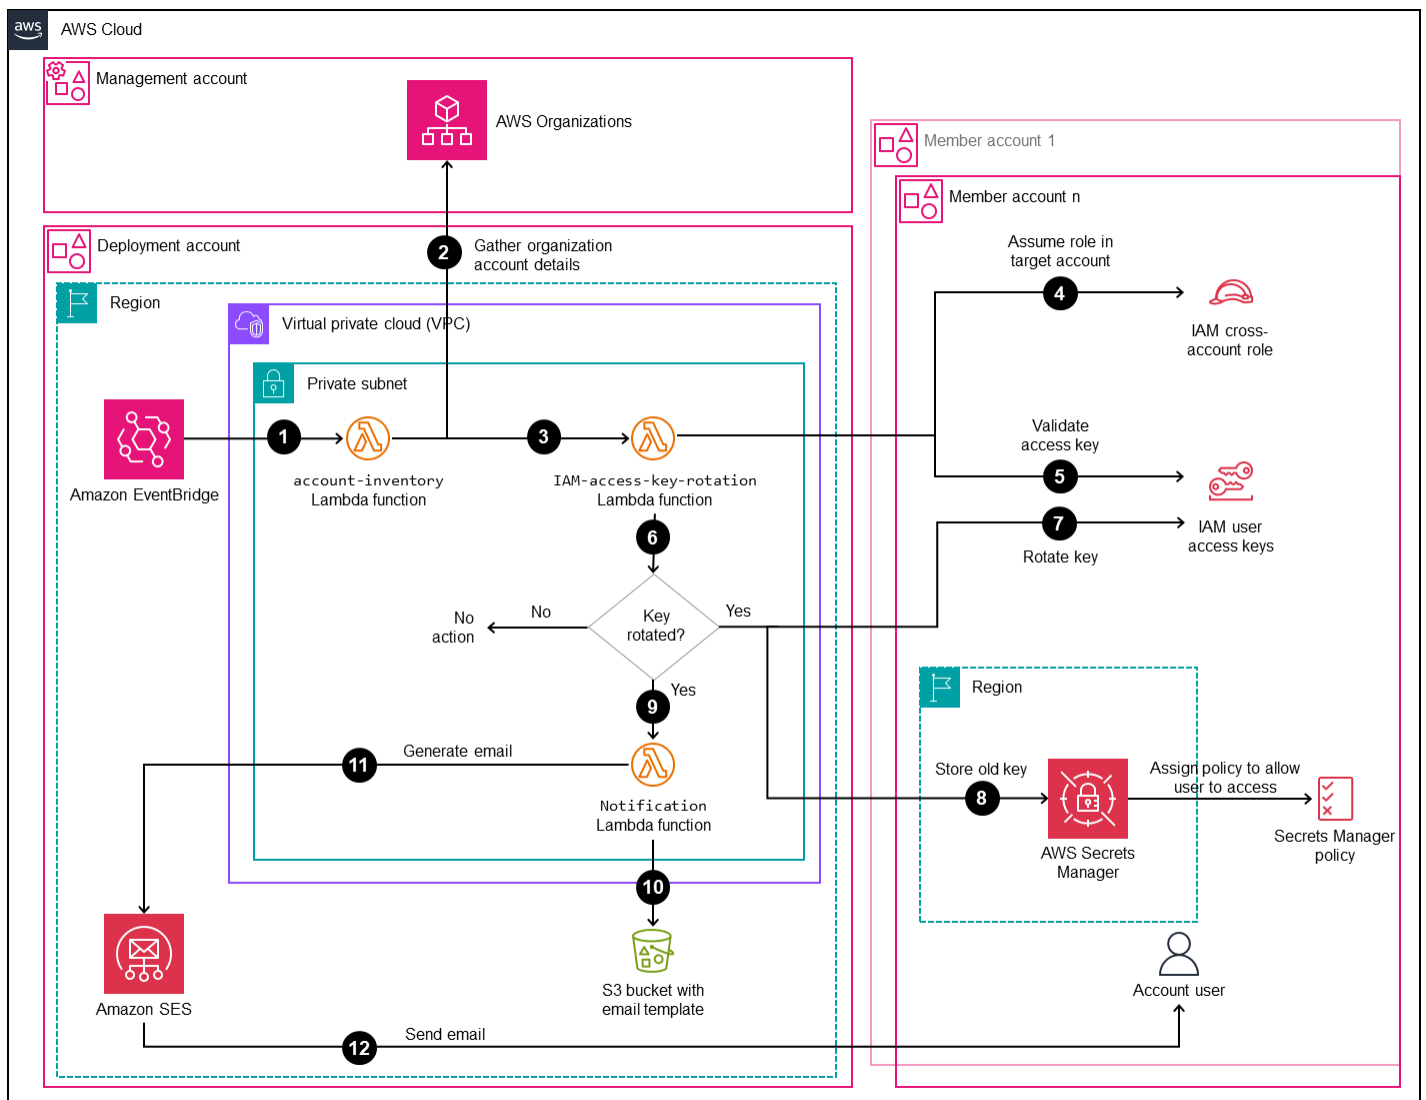 aws
AWS Cloud
Management account
AWS Organizations
Member account 1
Member account n
Deployment account
2
Gather organization
account details
Assume role in
target account
4
IAM cross-
account role
Region
Virtual private cloud (VPC)
Private subnet
1
3
Amazon EventBridge
account-inventory
Lambda function
IAM-access-key-rotation
Lambda function
Validate
access key
5
7
Rotate key
IAM user
access keys
6
Key
rotated?
No
No
action
Yes
Yes
9
Region
Generate email
11
Notification
Lambda function
Store old key
8
AWS Secrets
Manager
Assign policy to allow
user to access
Secrets Manager
policy
10
S3 bucket with
email template
Amazon SES
Send email
12
Account user